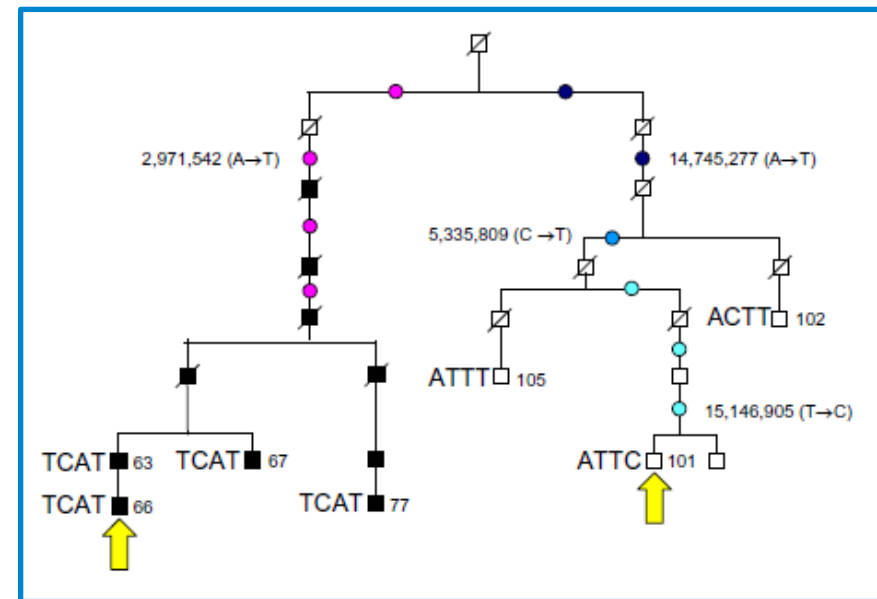 2,971,542 (A→T)
14,745,277 (A→T)
5,335,809 (C →T)
ACTT 102
ATTT 105
15,146,905 (T→C)
TCAT 63
TCAT 67
ATTC 101
TCAT 66
TCAT 77